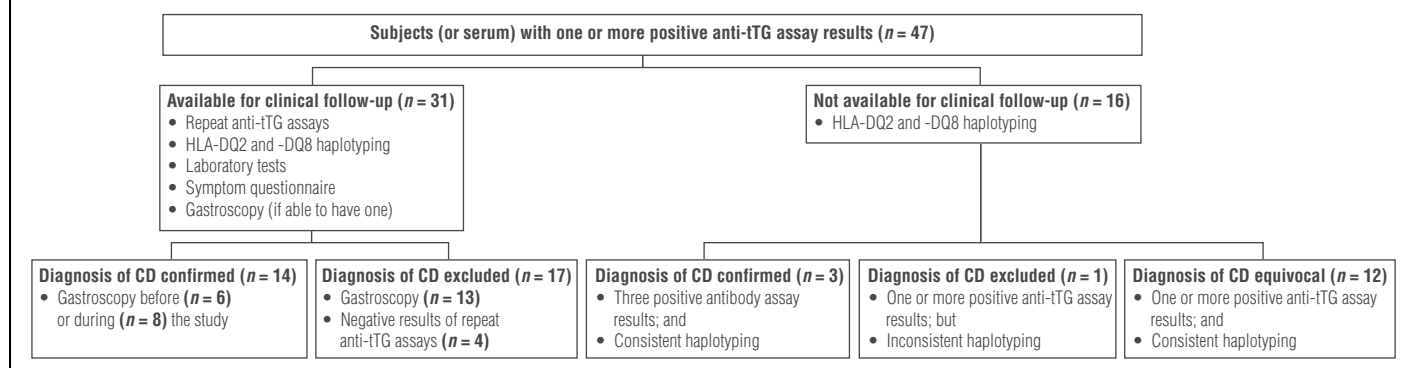 Subjects (or serum) with one or more positive anti-tTG assay results (n = 47)
Available for clinical follow-up (n = 31)
• Repeat anti-tTG assays
• HLA-DQ2 and -DQ8 haplotyping
• Laboratory tests
• Symptom questionnaire
• Gastroscopy (if able to have one)
Not available for clinical follow-up (n = 16)
• HLA-DQ2 and -DQ8 haplotyping
Diagnosis of CD confirmed (n = 14)
• Gastroscopy before (n = 6)
or during (n = 8) the study
Diagnosis of CD excluded (n = 17)
• Gastroscopy (n = 13)
• Negative results of repeat
anti-tTG assays (n = 4)
Diagnosis of CD confirmed (n = 3)
• Three positive antibody assay
results; and
• Consistent haplotyping
Diagnosis of CD excluded (n = 1)
• One or more positive anti-tTG assay
results; but
• Inconsistent haplotyping
Diagnosis of CD equivocal (n = 12)
• One or more positive anti-tTG assay
results; and
• Consistent haplotyping